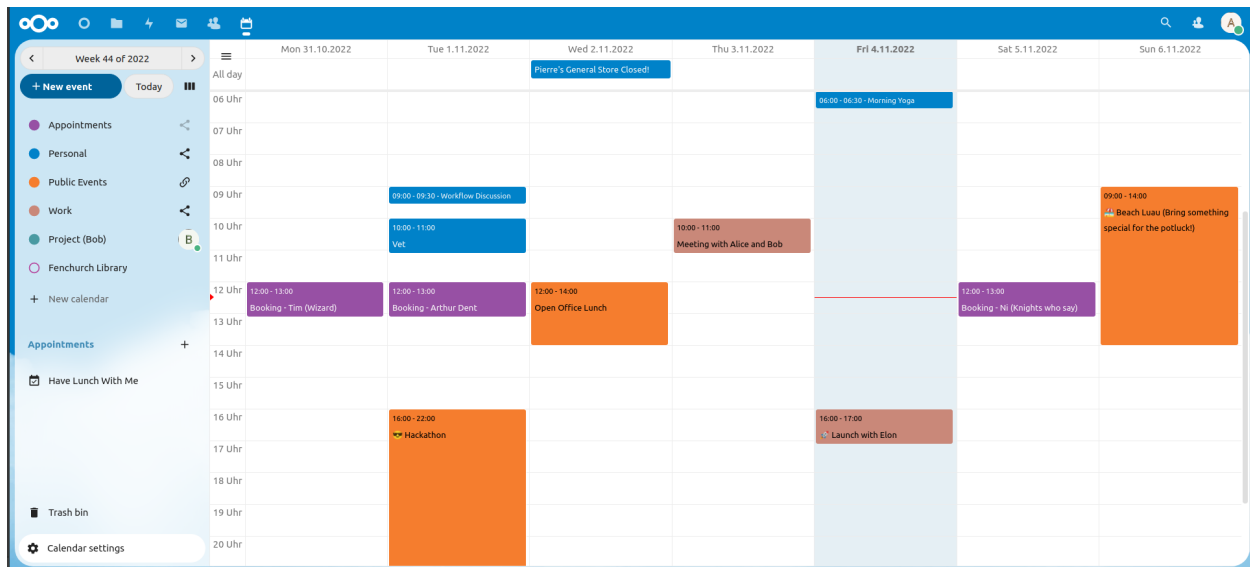 A
Week 44 of 2022
+ New event
Today
Appointments
Personal
Public Events
Work
Project (Bob)
B
Fenchurch Library
+ New calendar
Appointments +
Have Lunch With Me
Trash bin
Calendar settings
Mon 31.10.2022
Tue 1.11.2022
Wed 2.11.2022
Thu 3.11.2022
Fri 4.11.2022
Sat 5.11.2022
Sun 6.11.2022
All day
Pierre's General Store Closed!
06 Uhr
06:00 - 06:30 - Morning Yoga
07 Uhr
08 Uhr
09 Uhr
09:00 - 09:30 - Workflow Discussion
09:00 - 14:00
🏖️ Beach Luau (Bring something
special for the potluck!)
10 Uhr
10:00 - 11:00
Vet
10:00 - 11:00
Meeting with Alice and Bob
11 Uhr
12 Uhr
12:00 - 13:00
Booking - Tim (Wizard)
12:00 - 13:00
Booking - Arthur Dent
12:00 - 14:00
Open Office Lunch
12:00 - 13:00
Booking - Ni (Knights who say)
13 Uhr
14 Uhr
15 Uhr
16 Uhr
16:00 - 22:00
😎 Hackathon
16:00 - 17:00
🚀 Launch with Elon
17 Uhr
18 Uhr
19 Uhr
20 Uhr